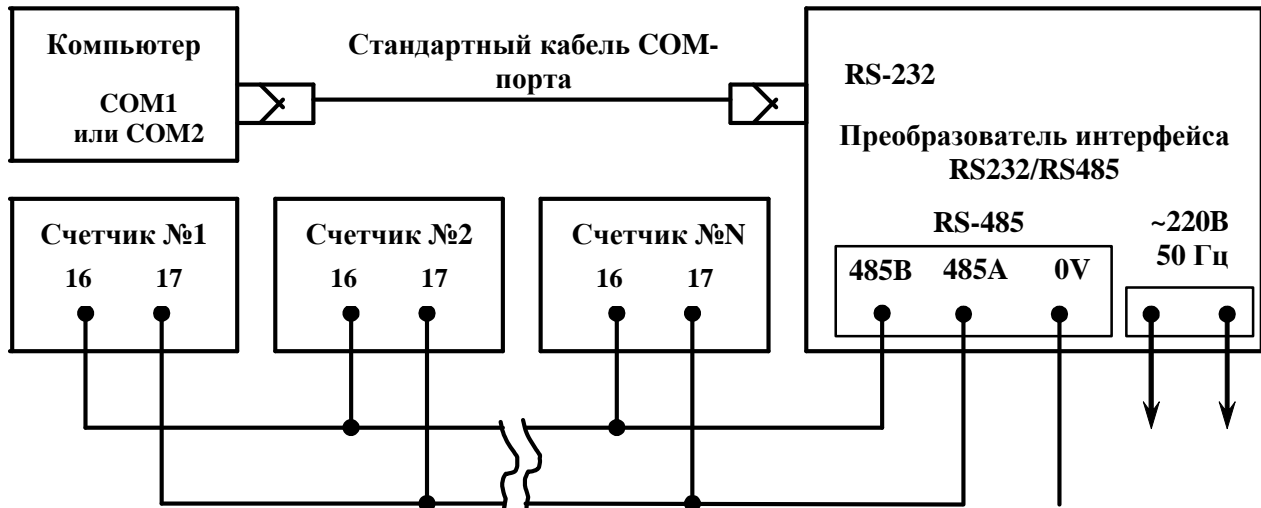 Компьютер
COM1
или COM2
Стандартный кабель COM-
порта
RS-232
Преобразователь интерфейса
RS232/RS485
RS-485
~220В
50 Гц
485B 485A 0V
Счетчик №1
16 17
Счетчик №2
16 17
Счетчик №N
16 17